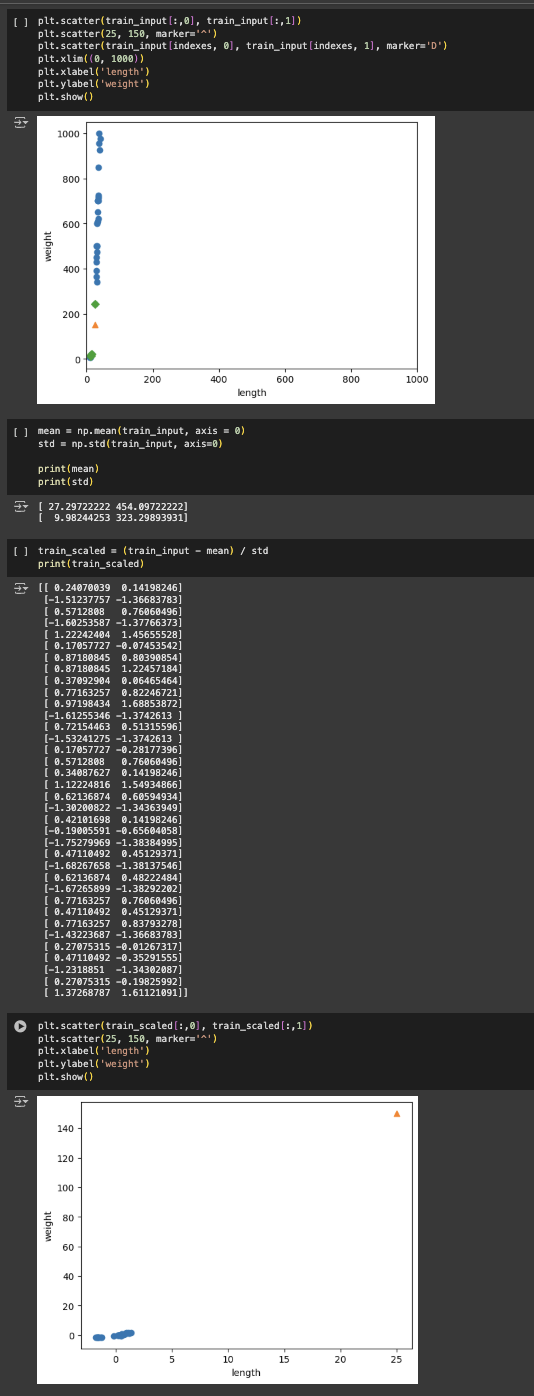 [ ] plt.scatter(train_input[:,0], train_input[:,1])
plt.scatter(25, 150, marker='^')
plt.scatter(train_input[indexes, 0], train_input[indexes, 1], marker='D')
plt.xlim((0, 1000))
plt.xlabel('length')
plt.ylabel('weight')
plt.show()
1000
800
600
400
200
0
weight
0 200 400 600 800 1000
length
[ ] mean = np.mean(train_input, axis = 0)
std = np.std(train_input, axis=0)
print(mean)
print(std)
[ 27.29722222 454.09722222]
[  9.98244253 323.29893931]
[ ] train_scaled = (train_input - mean) / std
print(train_scaled)
[[ 0.24070039  0.14198246]
[-1.51237757 -1.36683783]
[ 0.5712808   0.76060496]
[-1.60253587 -1.37766373]
[ 1.22242404  1.45655528]
[ 0.17057727 -0.07453542]
[ 0.87180845  0.80390854]
[ 0.87180845  1.22457184]
[ 0.37092904  0.06465464]
[ 0.77163257  0.82246721]
[ 0.97198434  1.68853872]
[-1.61255346 -1.3742613 ]
[ 0.72154463  0.51315596]
[-1.53241275 -1.3742613 ]
[ 0.17057727 -0.28177396]
[ 0.5712808   0.76060496]
[ 0.34087627  0.14198246]
[ 1.12224816  1.54934866]
[ 0.62136874  0.60594934]
[-1.30200822 -1.34363949]
[ 0.42101698  0.14198246]
[-0.19005591 -0.65604058]
[-1.75279969 -1.38384995]
[ 0.47110492  0.45129371]
[-1.68267658 -1.38137546]
[ 0.62136874  0.48222484]
[-1.67265899 -1.38292202]
[ 0.77163257  0.76060496]
[ 0.47110492  0.45129371]
[ 0.77163257  0.83793278]
[-1.43223687 -1.36683783]
[ 0.27075315 -0.01267317]
[ 0.47110492 -0.35291555]
[-1.2318851  -1.34302087]
[ 0.27075315 -0.19825992]
[ 1.37268787  1.61121091]]
plt.scatter(train_scaled[:,0], train_scaled[:,1])
plt.scatter(25, 150, marker='^')
plt.xlabel('length')
plt.ylabel('weight')
plt.show()
140
120
100
80
60
40
20
0
weight
0 5 10 15 20 25
length